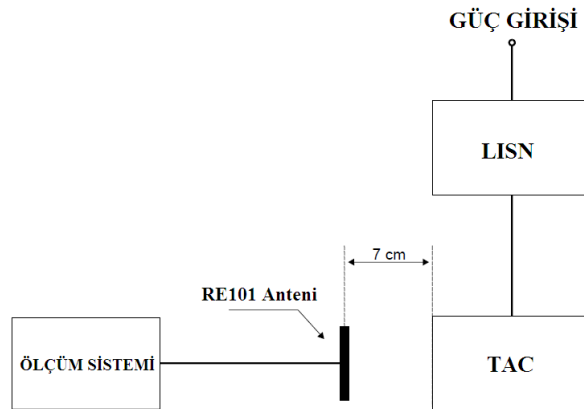 GÜÇ GİRİŞİ
LISN
7 cm
RE101 Anteni
ÖLÇÜM SİSTEMİ
TAC